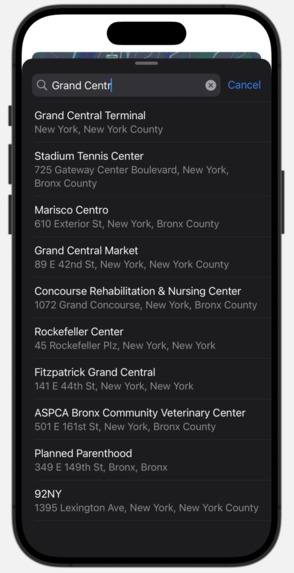 Grand Centr
Cancel
Grand Central Terminal
New York, New York County
Stadium Tennis Center
725 Gateway Center Boulevard, New York,
Bronx County
Marisco Centro
610 Exterior St, New York, Bronx County
Grand Central Market
89 E 42nd St, New York, New York County
Concourse Rehabilitation & Nursing Center
1072 Grand Concourse, New York, Bronx County
Rockefeller Center
45 Rockefeller Plz, New York, New York
Fitzpatrick Grand Central
141 E 44th St, New York, New York
ASPCA Bronx Community Veterinary Center
501 E 161st St, New York, Bronx County
Planned Parenthood
349 E 149th St, Bronx, Bronx
92NY
1395 Lexington Ave, New York, New York County